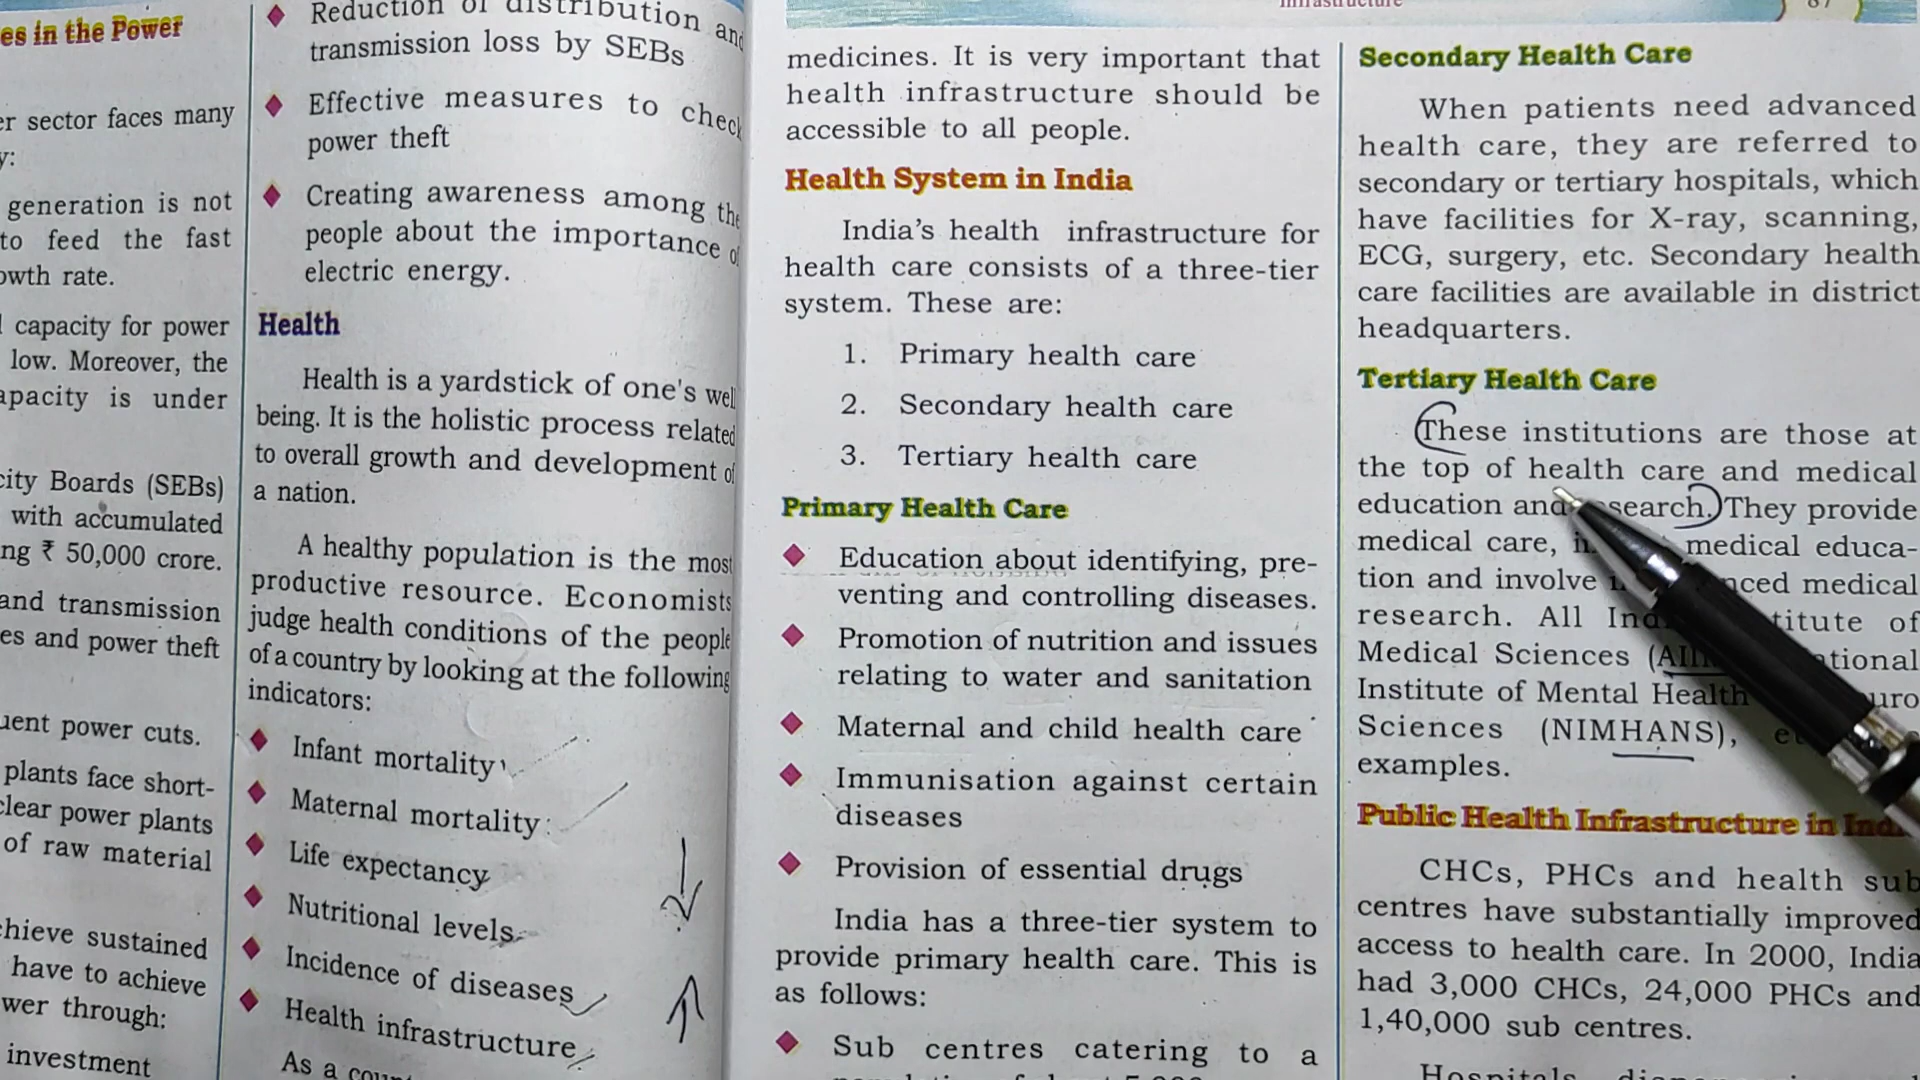 es in the Power
er sector faces many
y:
generation is not
to feed the fast
owth rate.
capacity for power
low. Moreover, the
apacity is under
city Boards (SEBs)
with accumulated
ng ₹ 50,000 crore.
and transmission
es and power theft
uent power cuts.
plants face short-
clear power plants
of raw material
chieve sustained
have to achieve
wer through:
investment
Reduction of distribution and
transmission loss by SEBs
Effective measures to check
power theft
Creating awareness among the
people about the importance of
electric energy.
Health
Health is a yardstick of one's well
being. It is the holistic process related
to overall growth and development of
a nation.
A healthy population is the most
productive resource. Economists
judge health conditions of the people
of a country by looking at the following
indicators:
Infant mortality
Maternal mortality
Life expectancy
Nutritional levels
Incidence of diseases
Health infrastructure
As a coun
Infrastructure
87
medicines. It is very important that
health infrastructure should be
accessible to all people.
Health System in India
India's health infrastructure for
health care consists of a three-tier
system. These are:
1. Primary health care
2. Secondary health care
3. Tertiary health care
Primary Health Care
Education about identifying, pre-
venting and controlling diseases.
Promotion of nutrition and issues
relating to water and sanitation
Maternal and child health care
Immunisation against certain
diseases
Provision of essential drugs
India has a three-tier system to
provide primary health care. This is
as follows:
Sub centres catering to a
Secondary Health Care
When patients need advanced
health care, they are referred to
secondary or tertiary hospitals, which
have facilities for X-ray, scanning,
ECG, surgery, etc. Secondary health
care facilities are available in district
headquarters.
Tertiary Health Care
These institutions are those at
the top of health care and medical
education and search. They provide
medical care, medical educa-
tion and involve nced medical
research. All Ind titute of
Medical Sciences (AII tional
Institute of Mental Health uro
Sciences (NIMHANS),
examples.
Public Health Infrastructure in Ind
CHCs, PHCs and health sub
centres have substantially improved
access to health care. In 2000, India
had 3,000 CHCs, 24,000 PHCs and
1,40,000 sub centres.
Hospitals